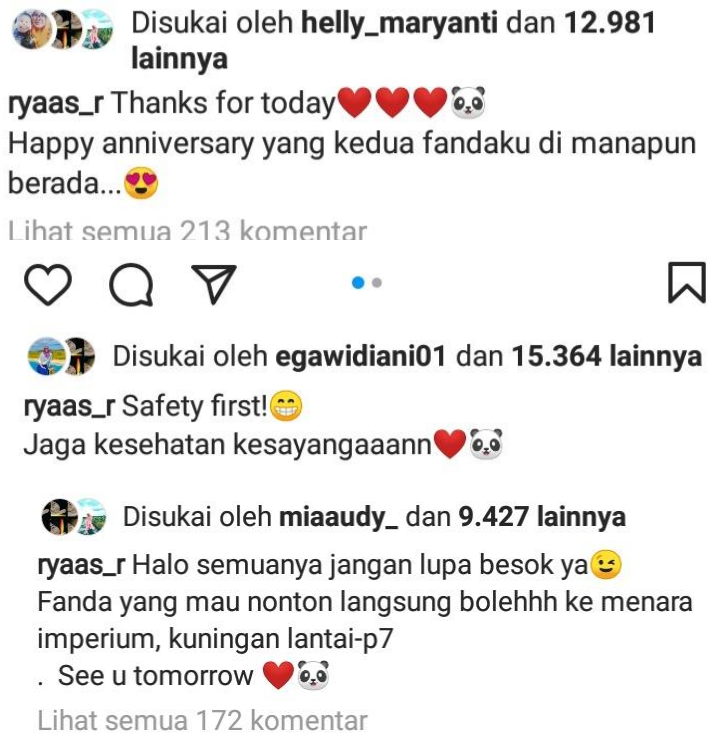 Disukai oleh helly_maryanti dan 12.981
lainnya
ryaas_r Thanks for today❤️❤️❤️🐼
Happy anniversary yang kedua fandaku di manapun
berada...😍
Lihat semua 213 komentar
Disukai oleh egawidiani01 dan 15.364 lainnya
ryaas_r Safety first!😁
Jaga kesehatan kesayangaaann❤️🐼
Disukai oleh miaaudy_ dan 9.427 lainnya
ryaas_r Halo semuanya jangan lupa besok ya😉
Fanda yang mau nonton langsung bolehhh ke menara
imperium, kuningan lantai-p7
. See u tomorrow ❤️🐼
Lihat semua 172 komentar